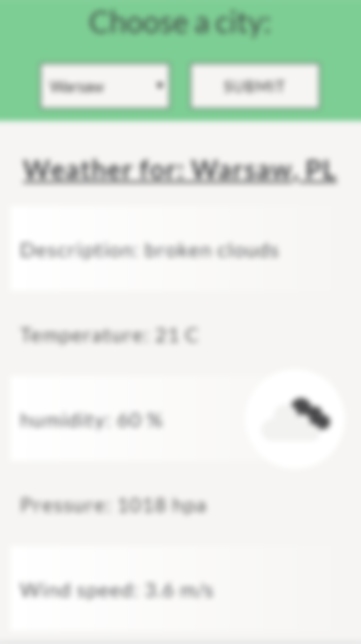 Choose a city:
Warsaw SUBMIT
Weather for: Warsaw, PL
Description: broken clouds
Temperature: 21 C
humidity: 60 %
Pressure: 1018 hpa
Wind speed: 3.6 m/s